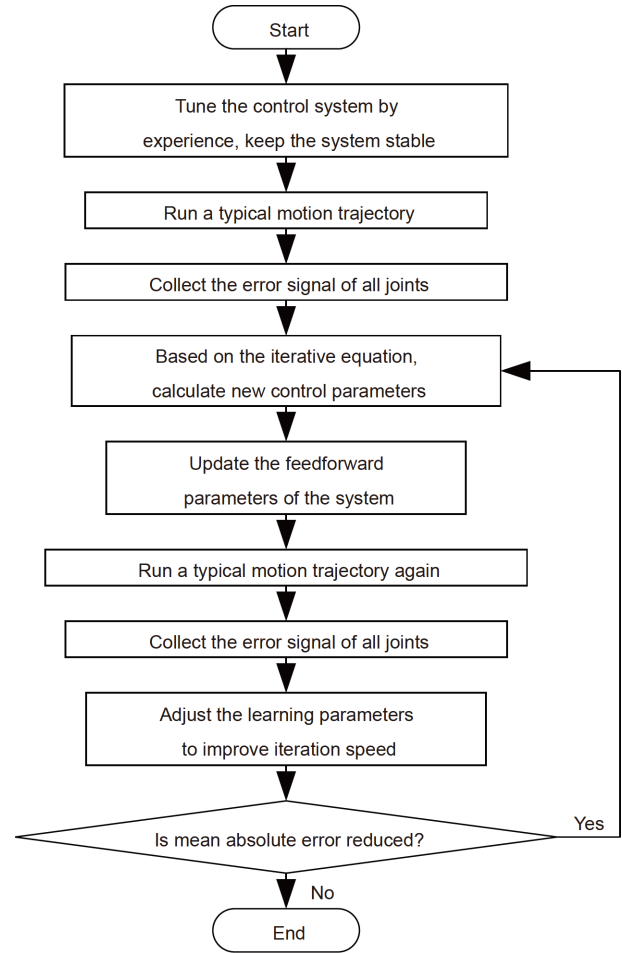 Start
Tune the control system by
experience, keep the system stable
Run a typical motion trajectory
Collect the error signal of all joints
Based on the iterative equation,
calculate new control parameters
Update the feedforward
parameters of the system
Run a typical motion trajectory again
Collect the error signal of all joints
Adjust the learning parameters
to improve iteration speed
Is mean absolute error reduced?
Yes
No
End